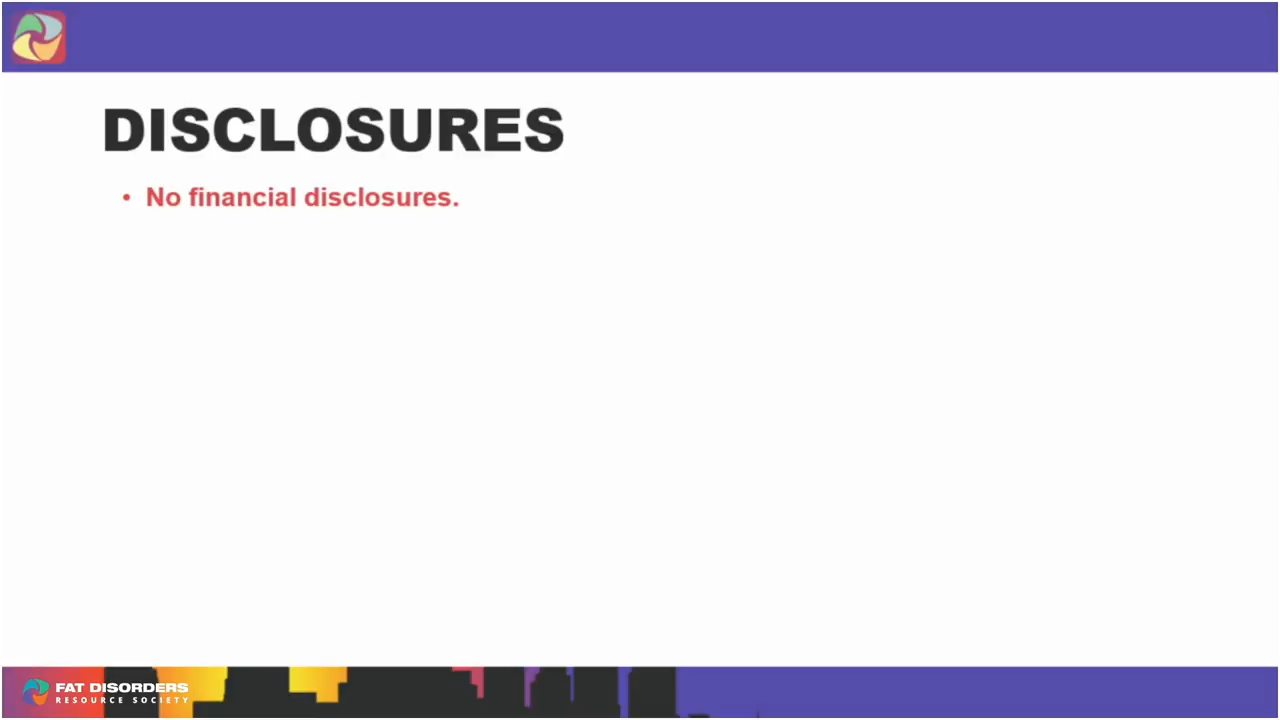 DISCLOSURES
• No financial disclosures.
FAT DISORDERS
RESOURCE SOCIETY